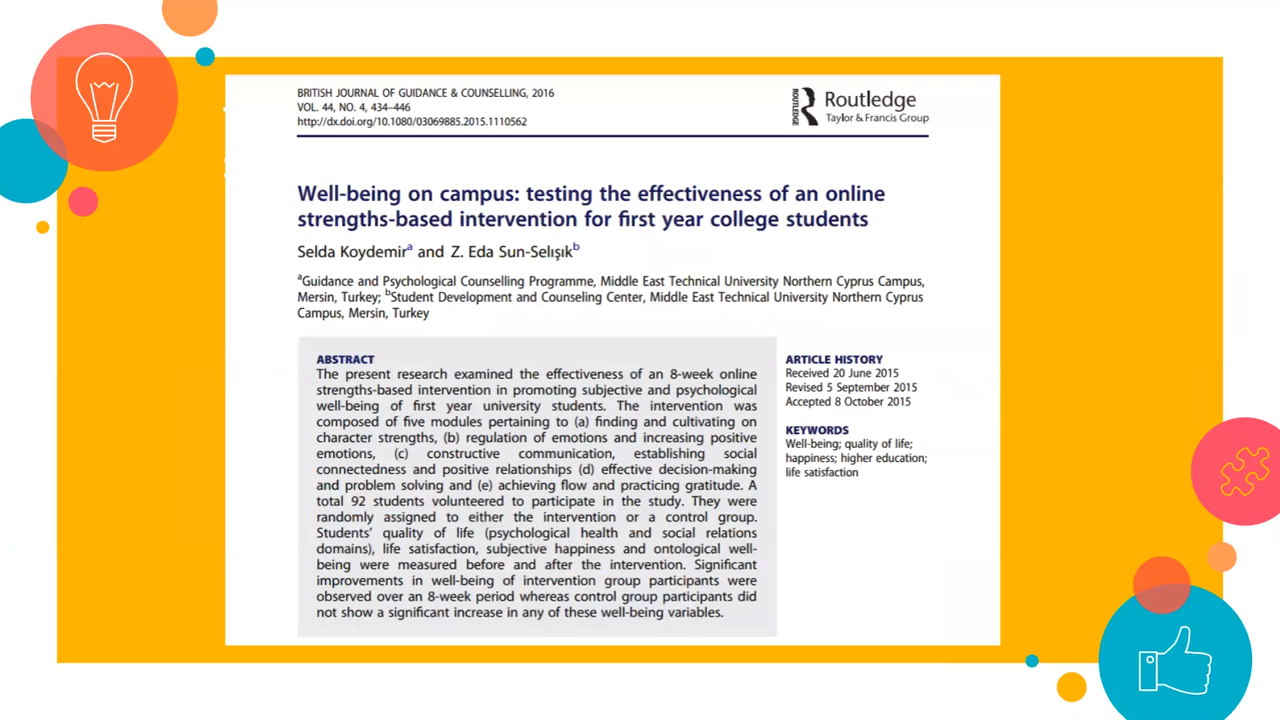 BRITISH JOURNAL OF GUIDANCE & COUNSELLING, 2016
VOL. 44, NO. 4, 434–446
http://dx.doi.org/10.1080/03069885.2015.1110562
ROUTLEDGE
Routledge
Taylor & Francis Group
Well-being on campus: testing the effectiveness of an online
strengths-based intervention for first year college students
Selda Koydemirᵃ and Z. Eda Sun-Selışıkᵇ
ᵃGuidance and Psychological Counselling Programme, Middle East Technical University Northern Cyprus Campus,
Mersin, Turkey; ᵇStudent Development and Counseling Center, Middle East Technical University Northern Cyprus
Campus, Mersin, Turkey
ABSTRACT
The present research examined the effectiveness of an 8-week online
strengths-based intervention in promoting subjective and psychological
well-being of first year university students. The intervention was
composed of five modules pertaining to (a) finding and cultivating on
character strengths, (b) regulation of emotions and increasing positive
emotions, (c) constructive communication, establishing social
connectedness and positive relationships (d) effective decision-making
and problem solving and (e) achieving flow and practicing gratitude. A
total 92 students volunteered to participate in the study. They were
randomly assigned to either the intervention or a control group.
Students' quality of life (psychological health and social relations
domains), life satisfaction, subjective happiness and ontological well-
being were measured before and after the intervention. Significant
improvements in well-being of intervention group participants were
observed over an 8-week period whereas control group participants did
not show a significant increase in any of these well-being variables.
ARTICLE HISTORY
Received 20 June 2015
Revised 5 September 2015
Accepted 8 October 2015
KEYWORDS
Well-being; quality of life;
happiness; higher education;
life satisfaction